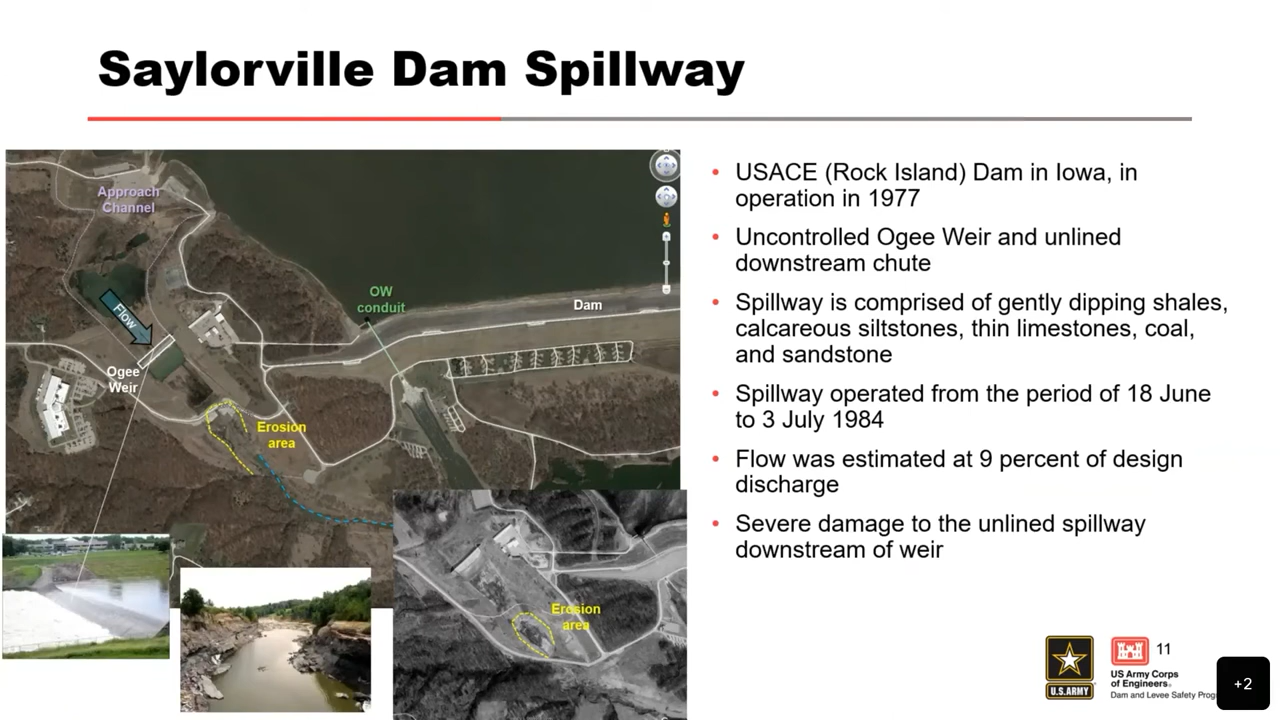 Saylorville Dam Spillway
Approach
Channel
Flow
Ogee
Weir
OW
conduit
Dam
Erosion
area
Erosion
area
• USACE (Rock Island) Dam in Iowa, in
operation in 1977
• Uncontrolled Ogee Weir and unlined
downstream chute
• Spillway is comprised of gently dipping shales,
calcareous siltstones, thin limestones, coal,
and sandstone
• Spillway operated from the period of 18 June
to 3 July 1984
• Flow was estimated at 9 percent of design
discharge
• Severe damage to the unlined spillway
downstream of weir
U.S.ARMY
11
US Army Corps
of Engineers®
Dam and Levee Safety Prog
+2